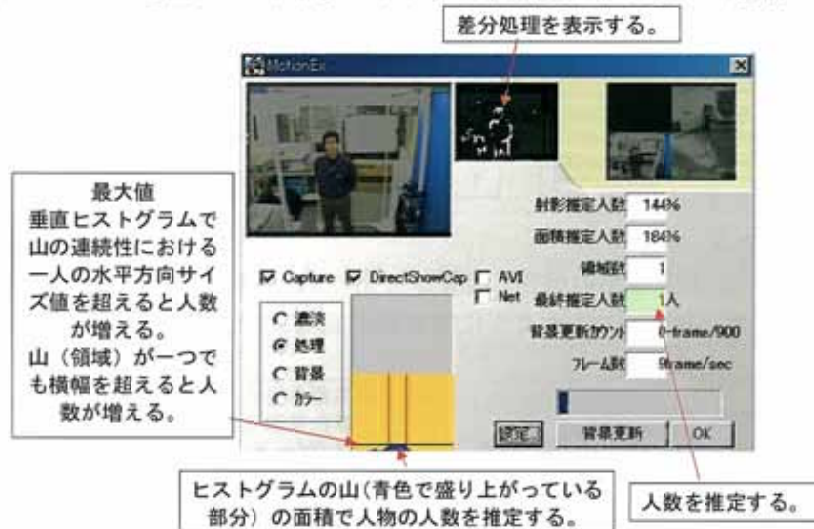 差分処理を表示する。
MotionEx
最大値
垂直ヒストグラムで
山の連続性における
一人の水平方向サイ
ズ値を超えると人数
が増える。
山（領域）が一つで
も横幅を超えると人
数が増える。
射影推定人数 144%
面積推定人数 184%
領域数 1
最終推定人数 1人
背景更新カウント 0-frame/900
フレーム数 9frame/sec
Capture DirectShowCap AVI
Net
濃淡
処理
背景
カラー
設定 背景更新 OK
ヒストグラムの山（青色で盛り上がっている
部分）の面積で人物の人数を推定する。
人数を推定する。